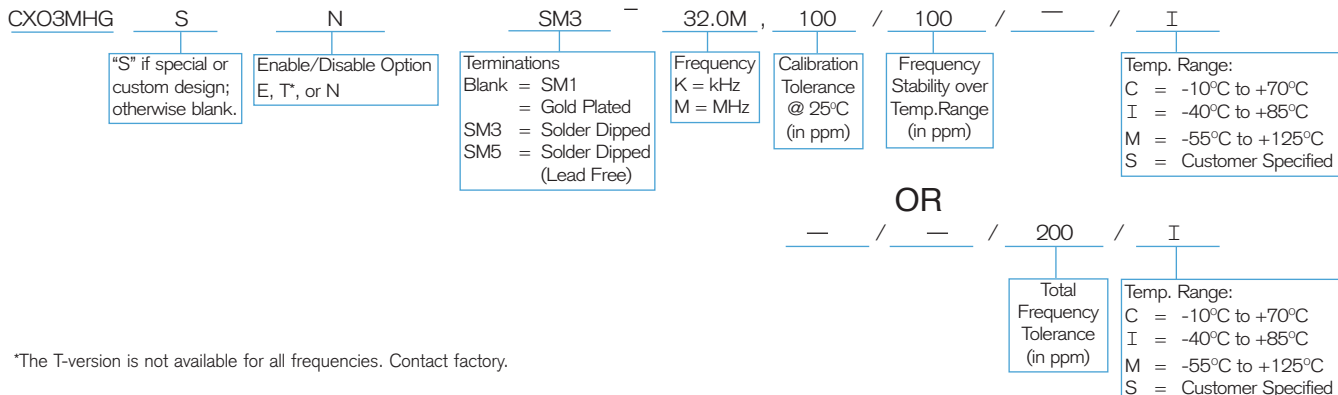 CXO3MHG S N SM3 – 32.0M , 100 / 100 / — / I
“S” if special or
custom design;
otherwise blank.
Enable/Disable Option
E, T*, or N
Terminations
Blank = SM1
= Gold Plated
SM3 = Solder Dipped
SM5 = Solder Dipped
(Lead Free)
Frequency
K = kHz
M = MHz
Calibration
Tolerance
@ 25ºC
(in ppm)
Frequency
Stability over
Temp.Range
(in ppm)
Temp. Range:
C = -10ºC to +70ºC
I = -40ºC to +85ºC
M = -55ºC to +125ºC
S = Customer Specified
OR
— / — / 200 / I
Total
Frequency
Tolerance
(in ppm)
Temp. Range:
C = -10ºC to +70ºC
I = -40ºC to +85ºC
M = -55ºC to +125ºC
S = Customer Specified
*The T-version is not available for all frequencies. Contact factory.